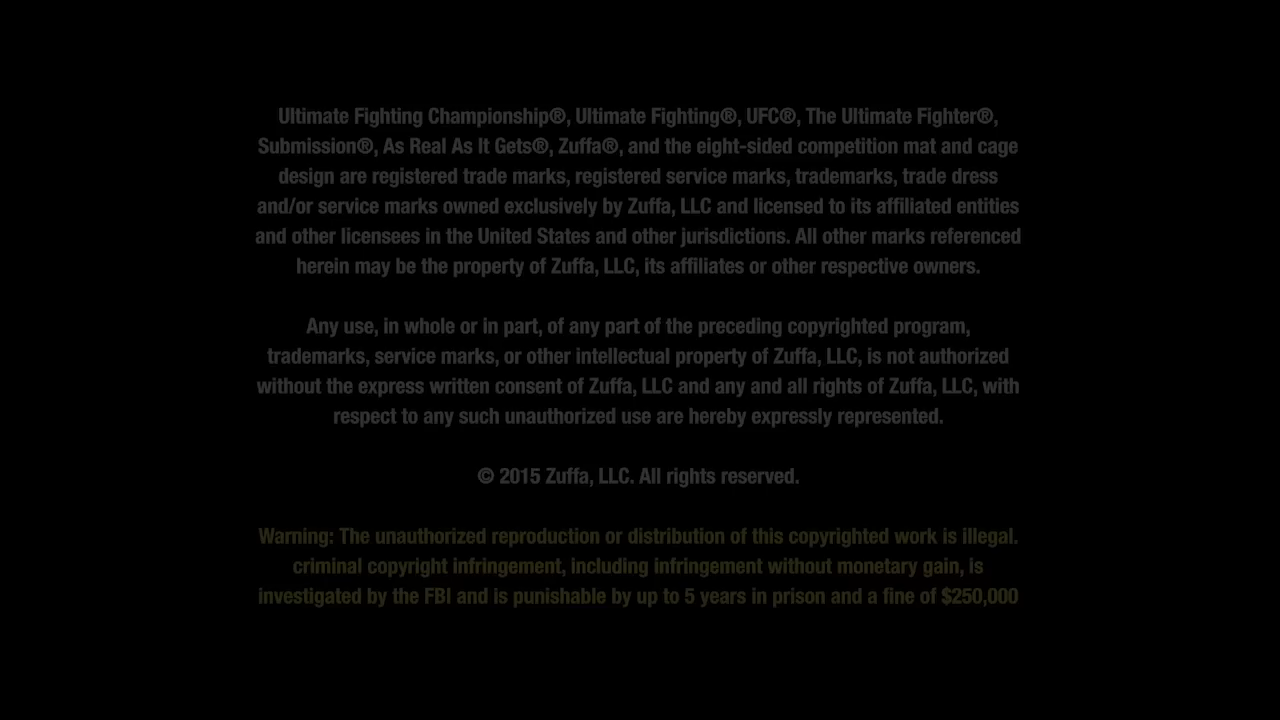 Ultimate Fighting Championship®, Ultimate Fighting®, UFC®, The Ultimate Fighter®,
Submission®, As Real As It Gets®, Zuffa®, and the eight-sided competition mat and cage
design are registered trade marks, registered service marks, trademarks, trade dress
and/or service marks owned exclusively by Zuffa, LLC and licensed to its affiliated entities
and other licensees in the United States and other jurisdictions. All other marks referenced
herein may be the property of Zuffa, LLC, its affiliates or other respective owners.
Any use, in whole or in part, of any part of the preceding copyrighted program,
trademarks, service marks, or other intellectual property of Zuffa, LLC, is not authorized
without the express written consent of Zuffa, LLC and any and all rights of Zuffa, LLC, with
respect to any such unauthorized use are hereby expressly represented.
© 2015 Zuffa, LLC. All rights reserved.
Warning: The unauthorized reproduction or distribution of this copyrighted work is illegal.
criminal copyright infringement, including infringement without monetary gain, is
investigated by the FBI and is punishable by up to 5 years in prison and a fine of $250,000